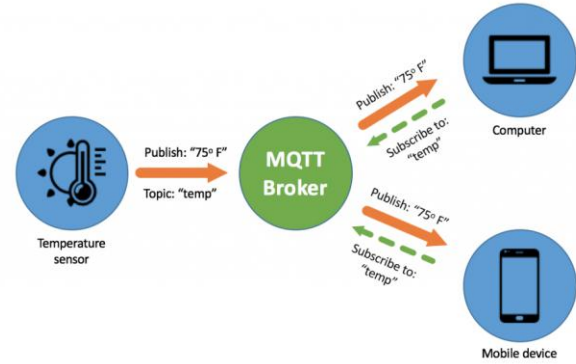 Publish: “75º F”
Topic: “temp”
Temperature
sensor
MQTT
Broker
Publish: “75º F”
Subscribe to:
“temp”
Computer
Publish: “75º F”
Subscribe to:
“temp”
Mobile device